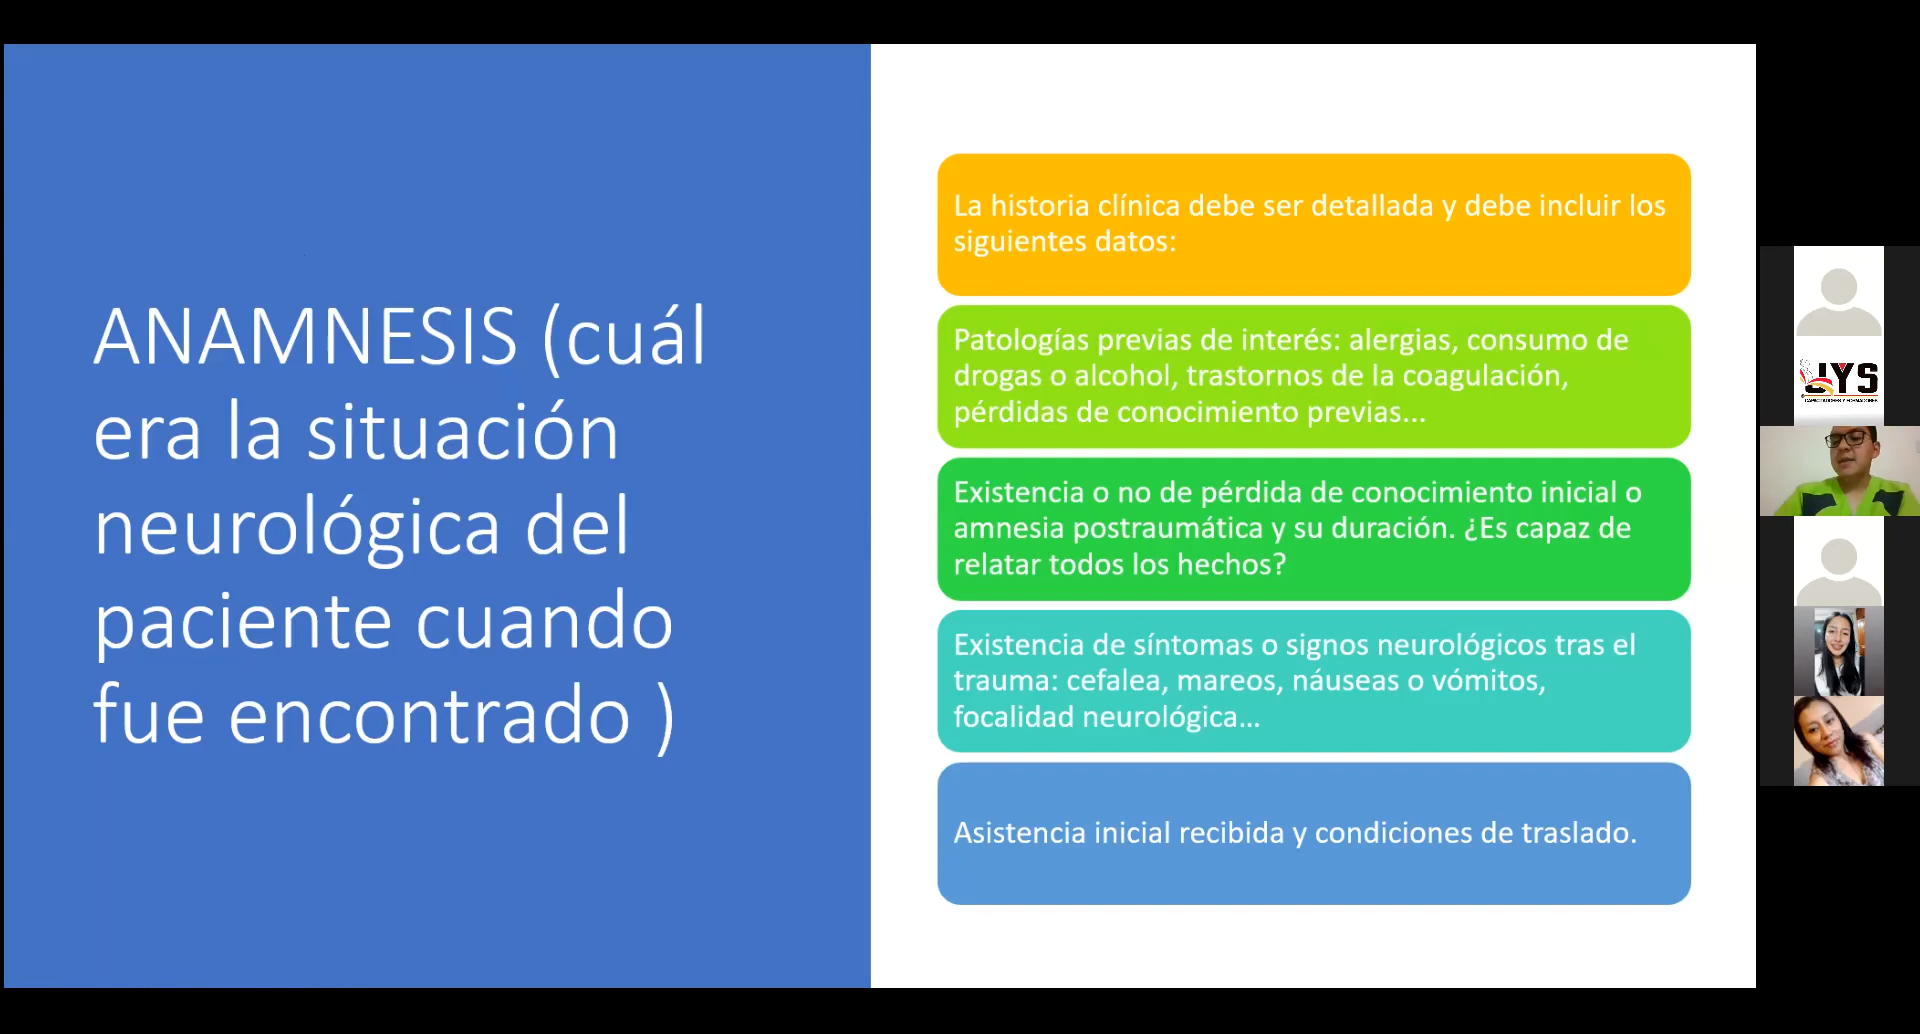 ANAMNESIS (cuál
era la situación
neurológica del
paciente cuando
fue encontrado )
La historia clínica debe ser detallada y debe incluir los
siguientes datos:
Patologías previas de interés: alergias, consumo de
drogas o alcohol, trastornos de la coagulación,
pérdidas de conocimiento previas...
Existencia o no de pérdida de conocimiento inicial o
amnesia postraumática y su duración. ¿Es capaz de
relatar todos los hechos?
Existencia de síntomas o signos neurológicos tras el
trauma: cefalea, mareos, náuseas o vómitos,
focalidad neurológica...
Asistencia inicial recibida y condiciones de traslado.
JYS
CAPACITADORES Y FORMADORES